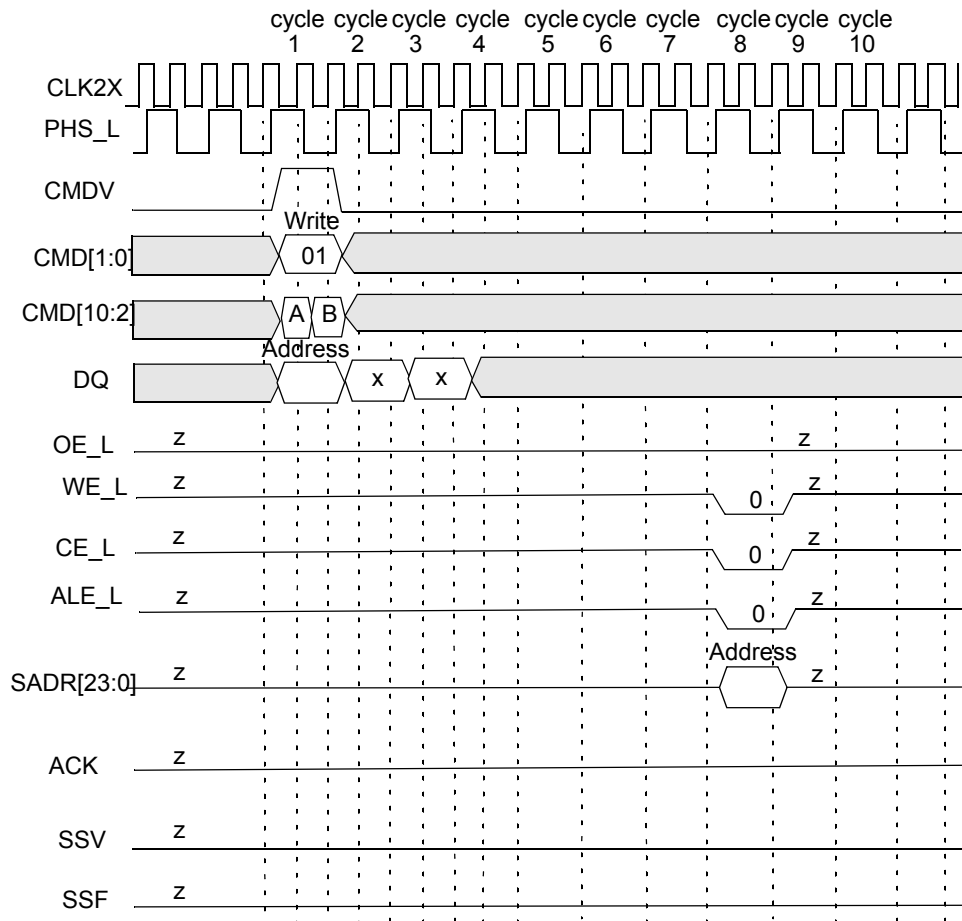 cycle cycle cycle cycle cycle cycle cycle cycle cycle cycle
1 2 3 4 5 6 7 8 9 10
CLK2X
PHS_L
CMDV
Write
CMD[1:0] 01
CMD[10:2] A B
Address
DQ x x
OE_L z z
WE_L z 0 z
CE_L z 0 z
ALE_L z 0 z
Address
SADR[23:0] z z
ACK z
SSV z
SSF z